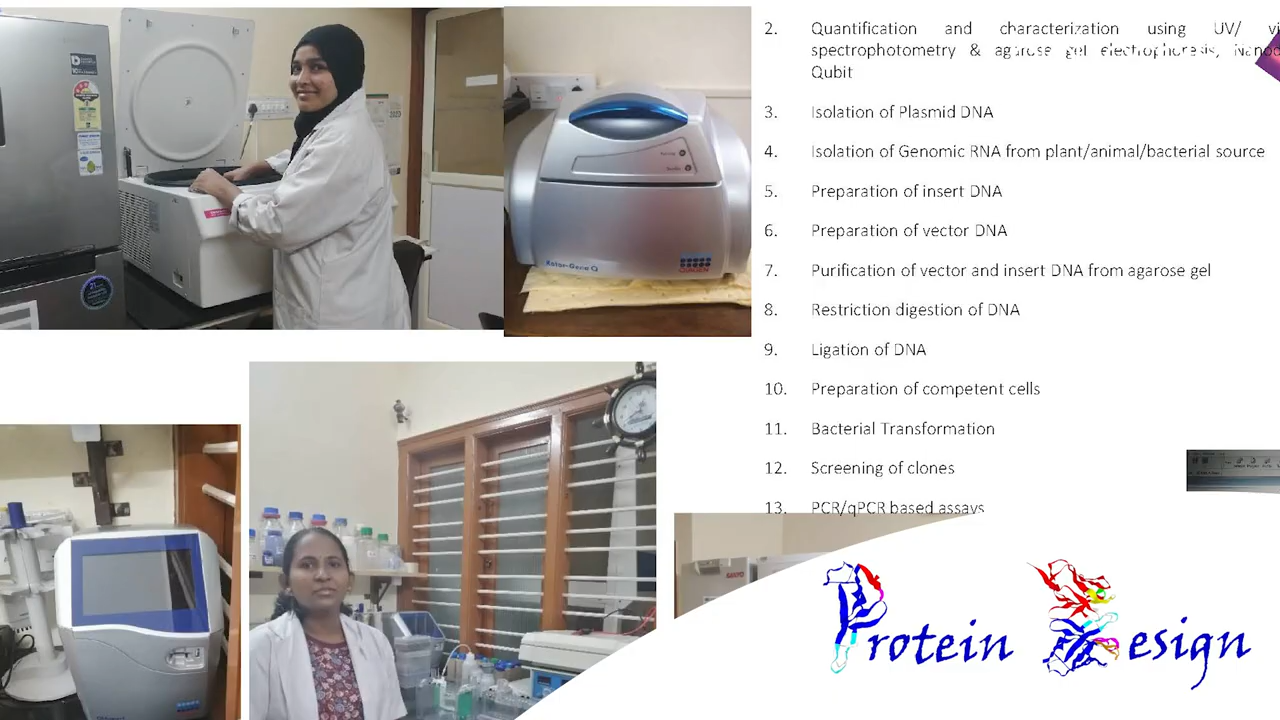 2. Quantification and characterization using UV/
spectrophotometry & agarose gel electrophoresis,
Qubit
3. Isolation of Plasmid DNA
4. Isolation of Genomic RNA from plant/animal/bacterial source
5. Preparation of insert DNA
6. Preparation of vector DNA
7. Purification of vector and insert DNA from agarose gel
8. Restriction digestion of DNA
9. Ligation of DNA
10. Preparation of competent cells
11. Bacterial Transformation
12. Screening of clones
13. PCR/qPCR based assays
Rotor-Gene Q
QIAGEN
Protein Design